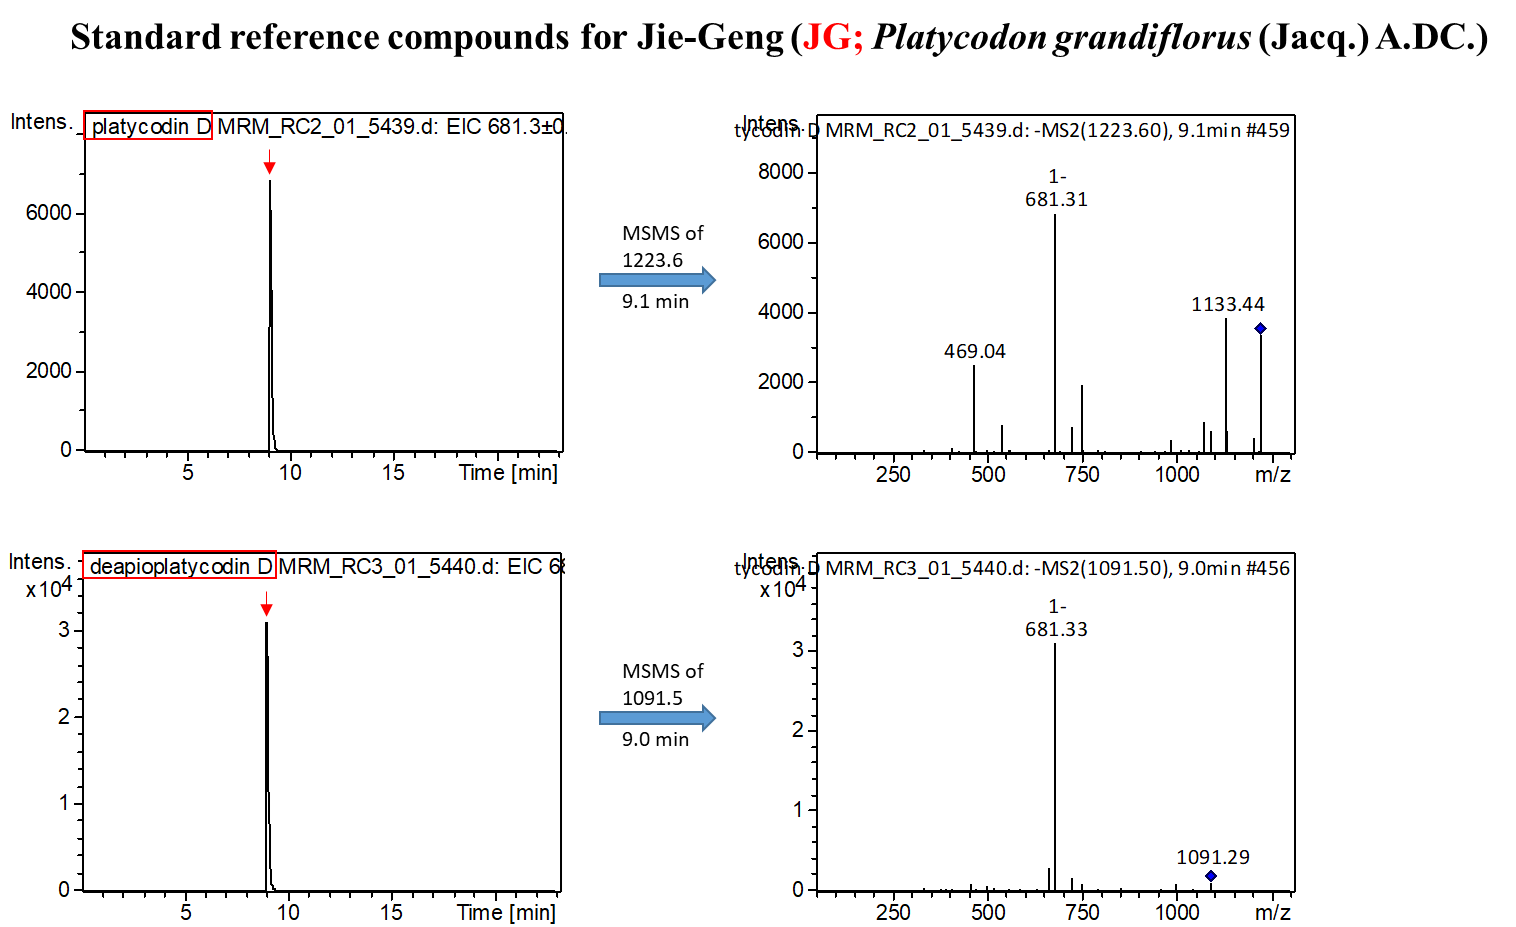 Standard reference compounds for Jie-Geng (JG; Platycodon grandiflorus (Jacq.) A.DC.)
Intens.
platycodin D MRM_RC2_01_5439.d: EIC 681.3±0.
6000
4000
2000
0
5
10
15
Time [min]
MSMS of
1223.6
9.1 min
Intens.
tycodin D MRM_RC2_01_5439.d: -MS2(1223.60), 9.1min #459
8000
6000
4000
2000
0
1-
681.31
1133.44
469.04
250
500
750
1000
m/z
Intens.
x10⁴
deapioplatycodin D MRM_RC3_01_5440.d: EIC 68
3
2
1
0
5
10
15
Time [min]
MSMS of
1091.5
9.0 min
Intens.
x10⁴
tycodin D MRM_RC3_01_5440.d: -MS2(1091.50), 9.0min #456
3
2
1
0
1-
681.33
1091.29
250
500
750
1000
m/z